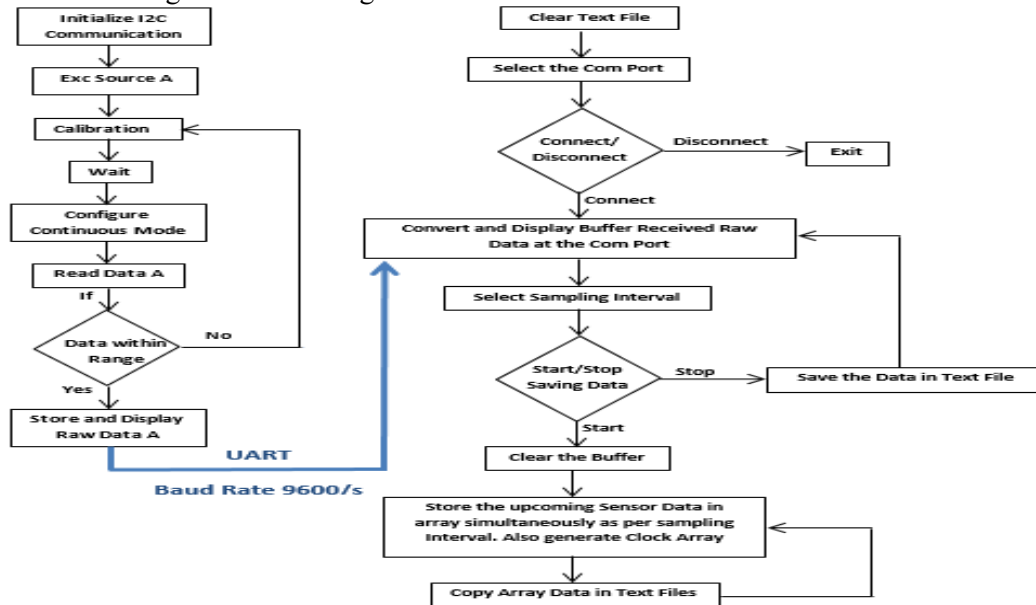 Initialize I2C
Communication
Exc Source A
Calibration
Wait
Configure
Continuous Mode
Read Data A
If
Data within
Range
No
Yes
Store and Display
Raw Data A
UART
Baud Rate 9600/s
Clear Text File
Select the Com Port
Connect/
Disconnect
Disconnect
Exit
Connect
Convert and Display Buffer Received Raw
Data at the Com Port
Select Sampling Interval
Start/Stop
Saving Data
Stop
Save the Data in Text File
Start
Clear the Buffer
Store the upcoming Sensor Data in
array simultaneously as per sampling
Interval. Also generate Clock Array
Copy Array Data in Text Files